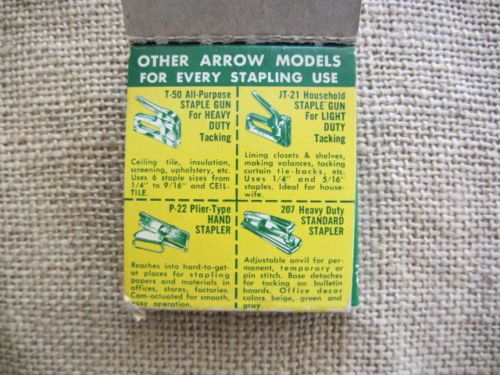 OTHER ARROW MODELS
FOR EVERY STAPLING USE
T-50 All-Purpose
STAPLE GUN
For HEAVY
DUTY
Tacking
Ceiling tile, insulation,
screening, upholstery, etc.
Uses 6 staple sizes from
1/4" to 9/16" and CEIL-
TILE.
JT-21 Household
STAPLE GUN
For LIGHT
DUTY
Tacking
Lining closets & shelves,
making valances, tacking
curtain tie-backs, etc.
Uses 1/4" and 5/16"
staples. Ideal for house-
wife.
P-22 Plier-Type
HAND
STAPLER
Reaches into hard-to-get-
at places for stapling
papers and materials in
offices, stores, factories.
Cam-actuated for smooth,
easy operation.
207 Heavy Duty
STANDARD
STAPLER
Adjustable anvil for per-
manent, temporary or
pin stitch. Base detaches
for tacking on bulletin
boards. Office decor
colors beige, green and
gray